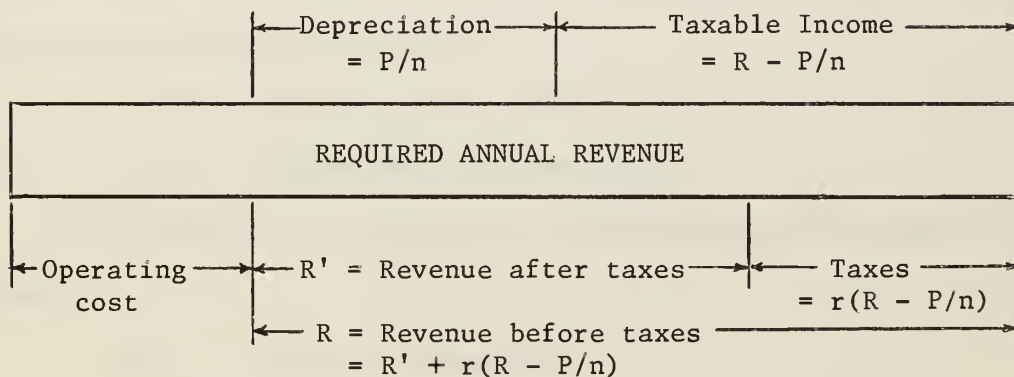 Depreciation
= P/n
Taxable Income
= R - P/n
REQUIRED ANNUAL REVENUE
Operating
cost
R' = Revenue after taxes
Taxes
= r(R - P/n)
R = Revenue before taxes
= R' + r(R - P/n)